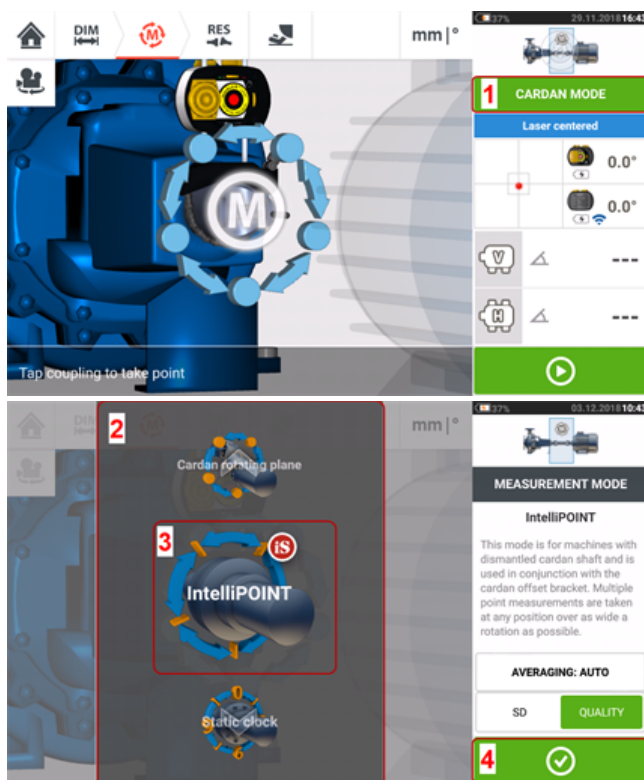 DIM
M
RES
mm|°
37%
29.11.2018 16:43
1
CARDAN MODE
Laser centered
0.0°
0.0°
M
V
---
H
---
Tap coupling to take point
2
mm|°
37%
03.12.2018 10:43
Cardan rotating plane
MEASUREMENT MODE
3
iS
IntelliPOINT
IntelliPOINT
This mode is for machines with
dismantled cardan shaft and is
used in conjunction with the
cardan offset bracket. Multiple
point measurements are taken
at any position over as wide a
rotation as possible.
AVERAGING: AUTO
0
Static clock
6
SD
QUALITY
4